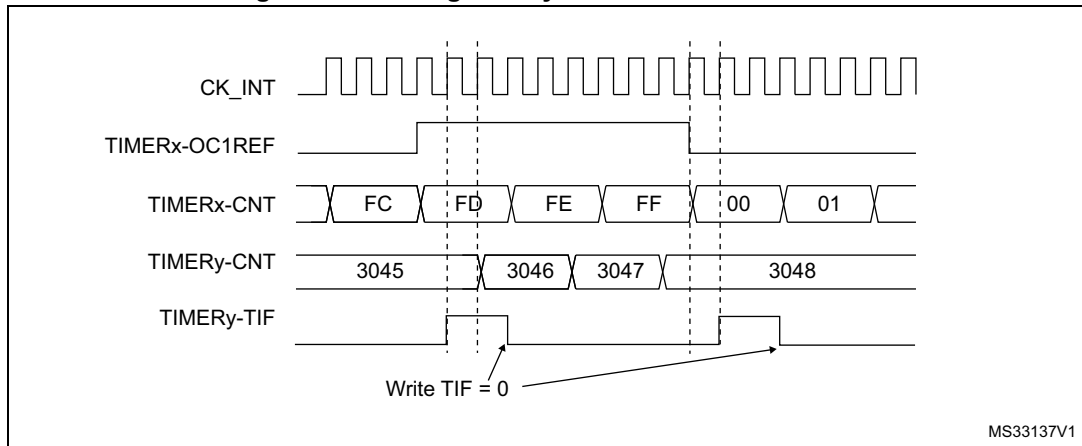 CK_INT
TIMERx-OC1REF
TIMERx-CNT FC FD FE FF 00 01
TIMERy-CNT 3045 3046 3047 3048
TIMERy-TIF
Write TIF = 0
MS33137V1